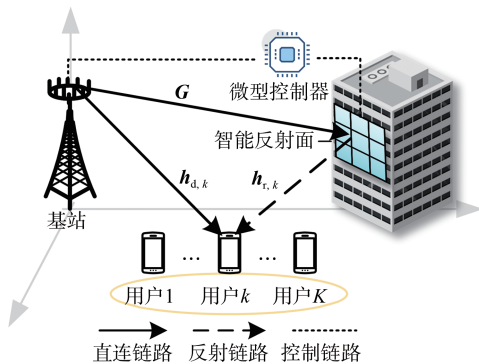 G
微型控制器
智能反射面
h_{d, k}
h_{r, k}
基站
... ...
用户1 用户k 用户K
直连链路 反射链路 控制链路